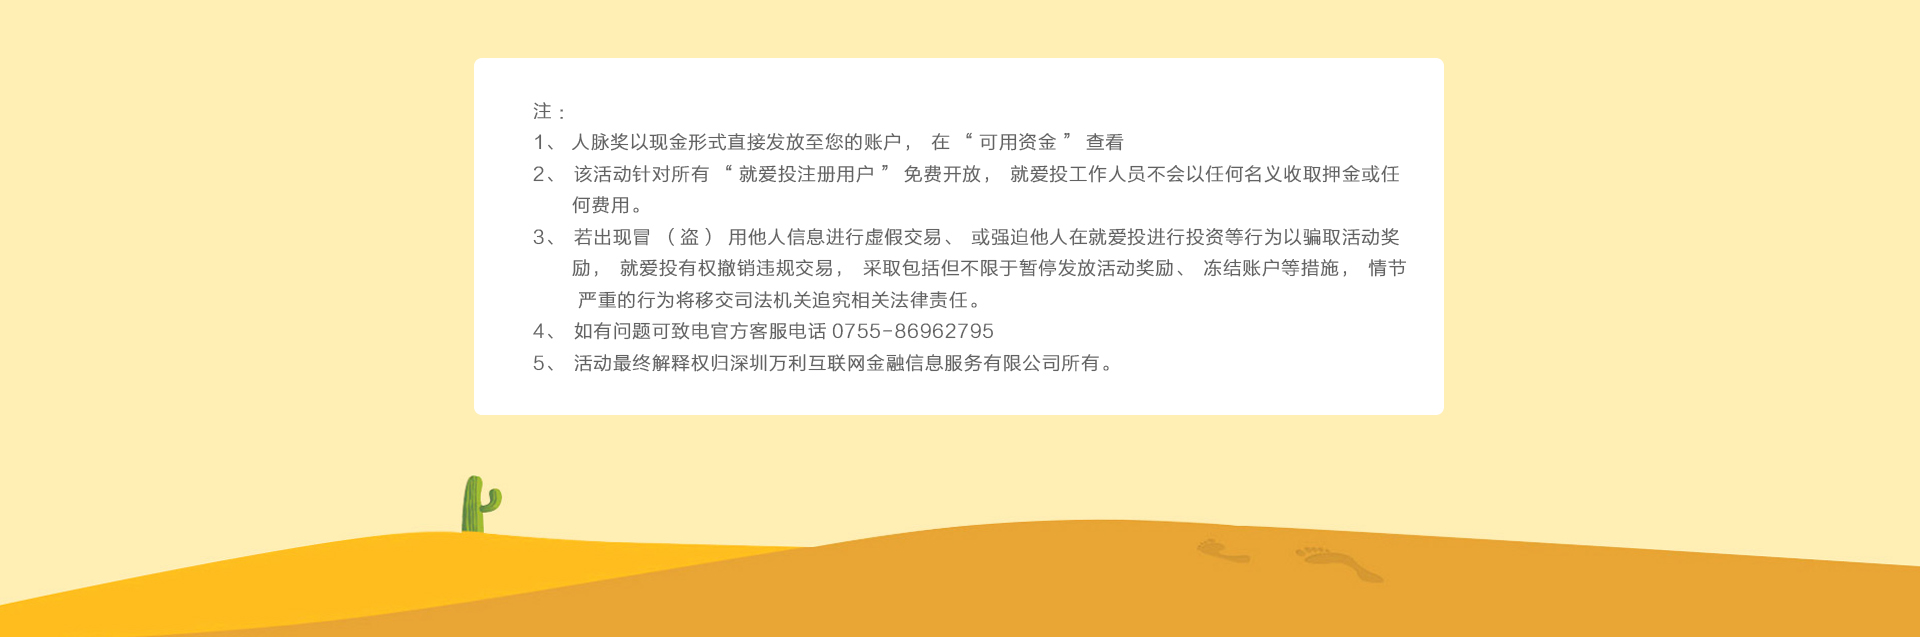 注：
1、 人脉奖以现金形式直接发放至您的账户， 在 “可用资金” 查看
2、 该活动针对所有 “就爱投注册用户” 免费开放， 就爱投工作人员不会以任何名义收取押金或任
何费用。
3、 若出现冒 （盗） 用他人信息进行虚假交易、 或强迫他人在就爱投进行投资等行为以骗取活动奖
励， 就爱投有权撤销违规交易， 采取包括但不限于暂停发放活动奖励、 冻结账户等措施， 情节
严重的行为将移交司法机关追究相关法律责任。
4、 如有问题可致电官方客服电话 0755-86962795
5、 活动最终解释权归深圳万利互联网金融信息服务有限公司所有。